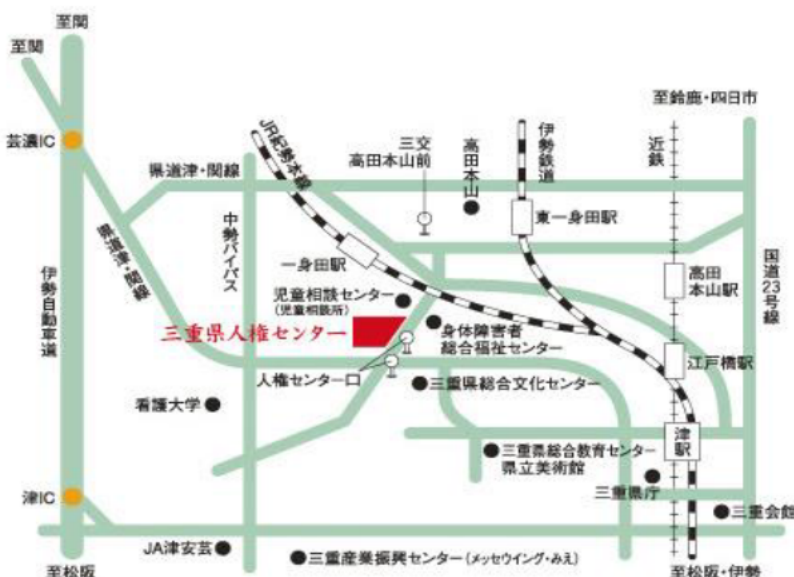 至関
至関
芸濃IC
伊勢自動車道
津IC
至松阪
県道津・関線
県道津・関線
中勢バイパス
JR紀勢本線
一身田駅
三交
高田本山前
高田本山
伊勢鉄道
東一身田駅
至鈴鹿・四日市
近鉄
高田
本山駅
国道23号線
江戸橋駅
児童相談センター
(児童相談所)
三重県人権センター
身体障害者
総合福祉センター
人権センター口
三重県総合文化センター
看護大学
三重県総合教育センター
県立美術館
津駅
三重県庁
三重会館
JA津安芸
三重産業振興センター(メッセウイング・みえ)
至松阪・伊勢